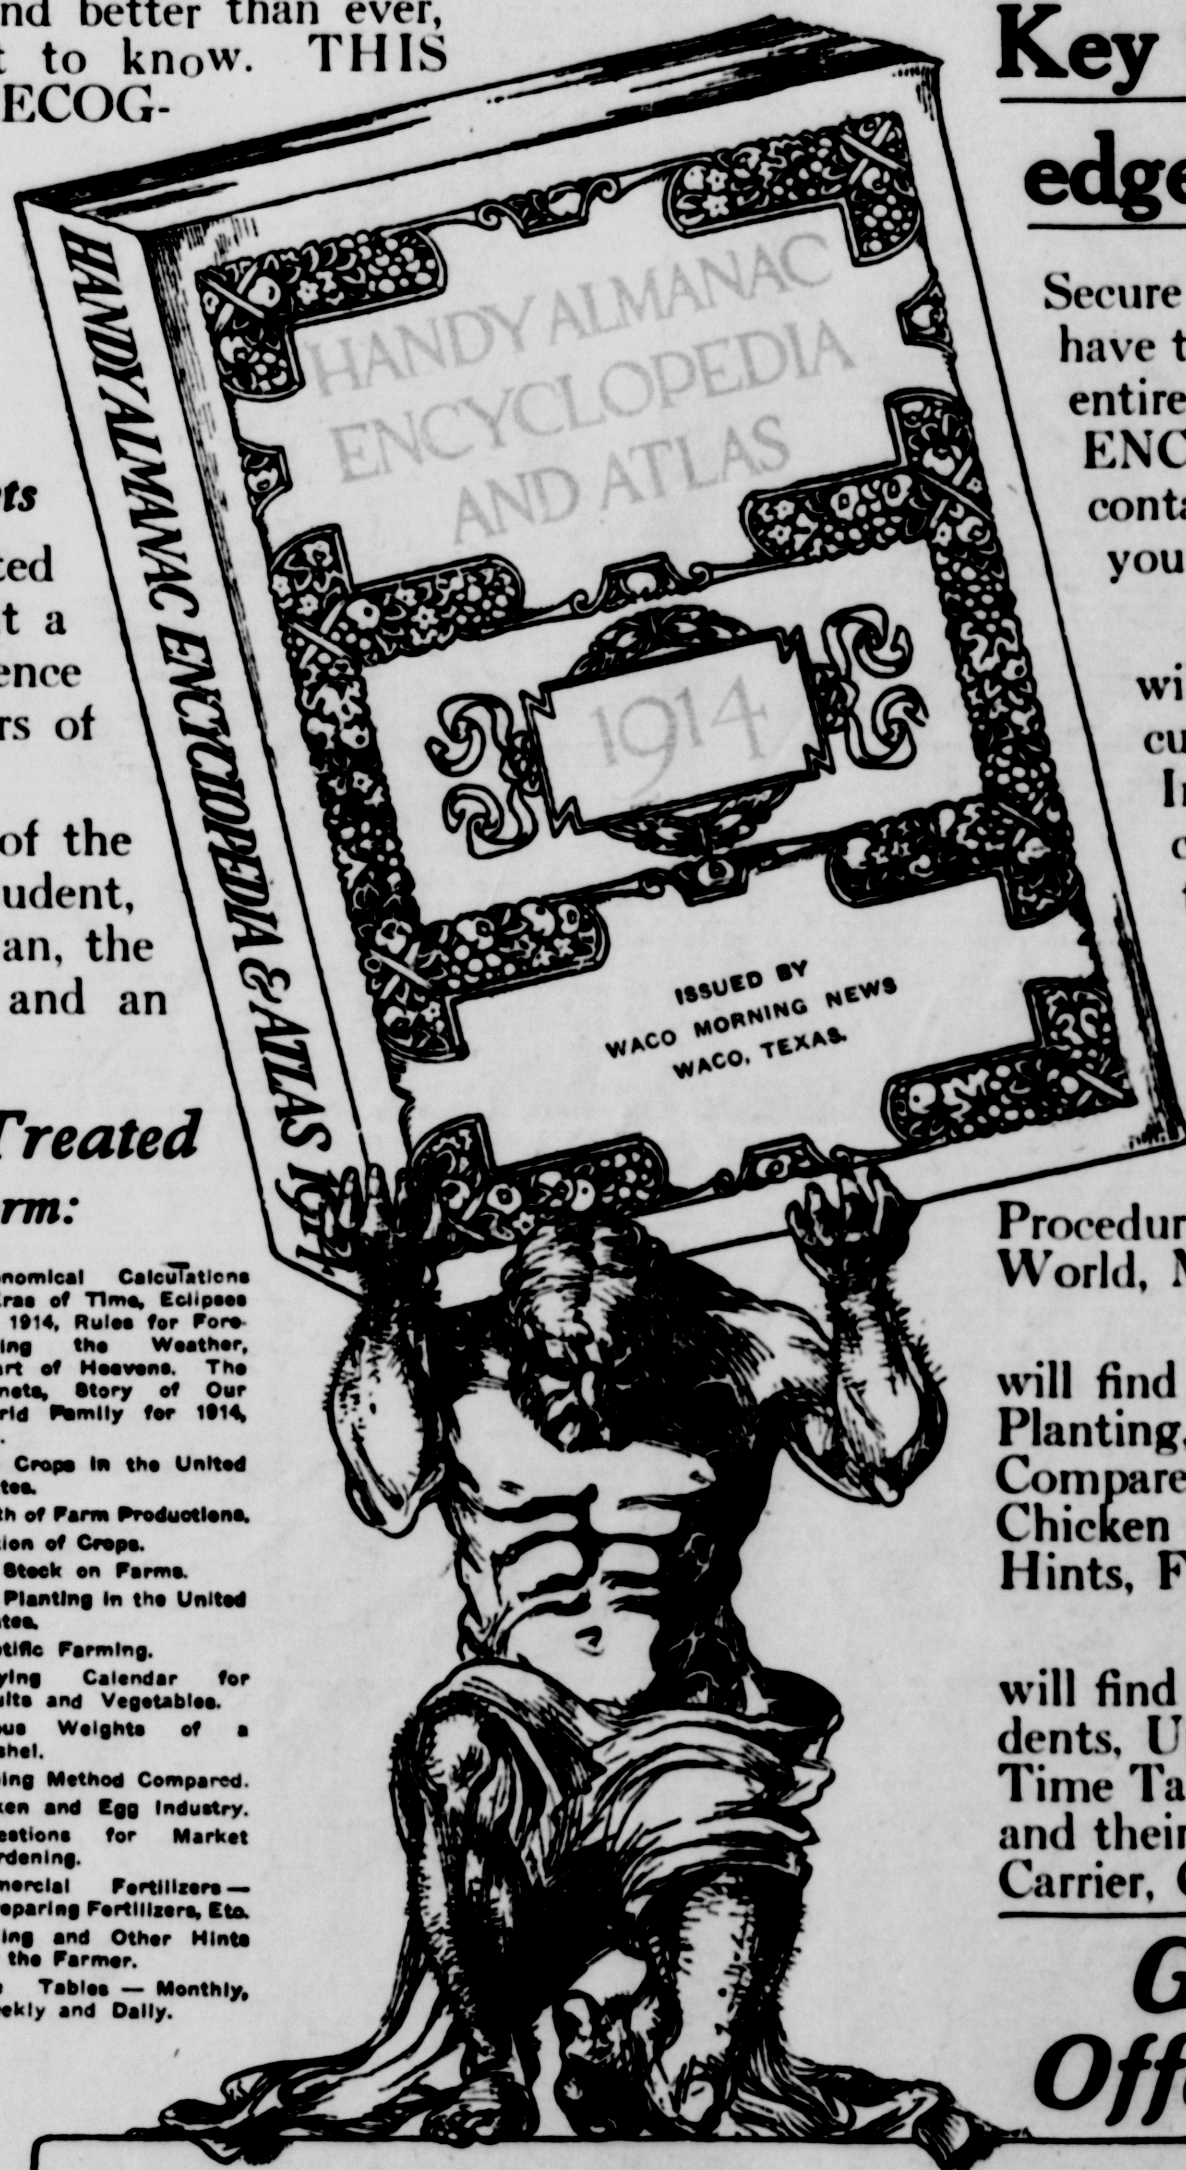 nd better than ever,
t to know. THIS
ECOG-
ts
ted
t a
ence
rs of
of the
udent,
an, the
and an
Treated
rm:
nomical Calculations
Eras of Time, Eclipses
1914, Rules for Fore-
ing the Weather,
art of Heavens. The
nets, Story of Our
rld Family for 1914,
.
Crops in the United
tes.
th of Farm Productions.
tion of Crops.
Stock on Farms.
Planting in the United
tes.
tific Farming.
ying Calendar for
uits and Vegetables.
ous Weights of a
shel.
ing Method Compared.
ken and Egg Industry.
estions for Market
rdening.
mercial Fertilizers—
eparing Fertilizers, Etc.
ing and Other Hints
the Farmer.
Tables — Monthly,
ekly and Daily.
HANDY ALMANAC ENCYCLOPEDIA & ATLAS 1914
HANDY ALMANAC
ENCYCLOPEDIA
AND ATLAS
1914
ISSUED BY
WACO MORNING NEWS
WACO, TEXAS.
Key
edge
Secure
have t
entire
ENC
conta
you
wi
cu
In
c
t
Procedur
World, M
will find
Planting,
Compare
Chicken
Hints, F
will find
dents, U
Time Ta
and their
Carrier, C
G
Offe